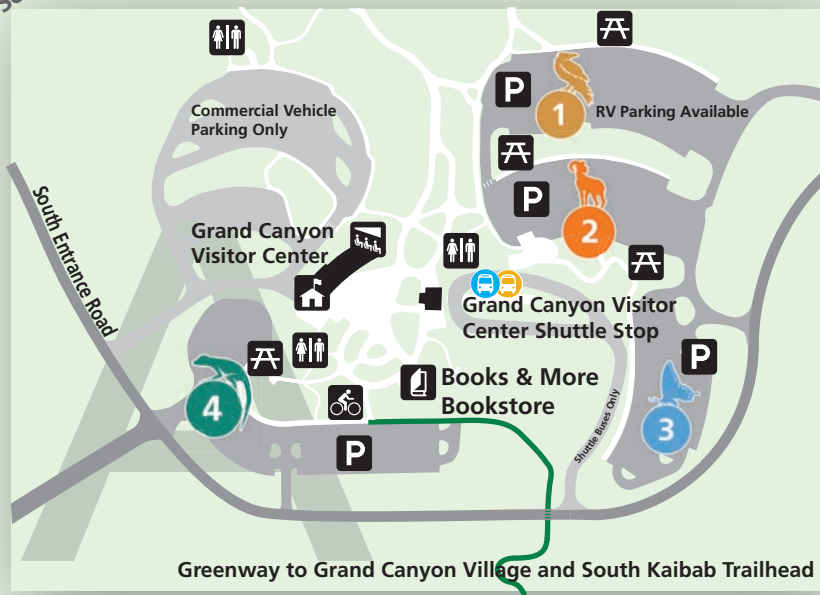 P
1
RV Parking Available
Commercial Vehicle
Parking Only
P
2
South Entrance Road
Grand Canyon
Visitor Center
Grand Canyon Visitor
Center Shuttle Stop
P
3
Shuttle Buses Only
4
Books & More
Bookstore
P
Greenway to Grand Canyon Village and South Kaibab Trailhead